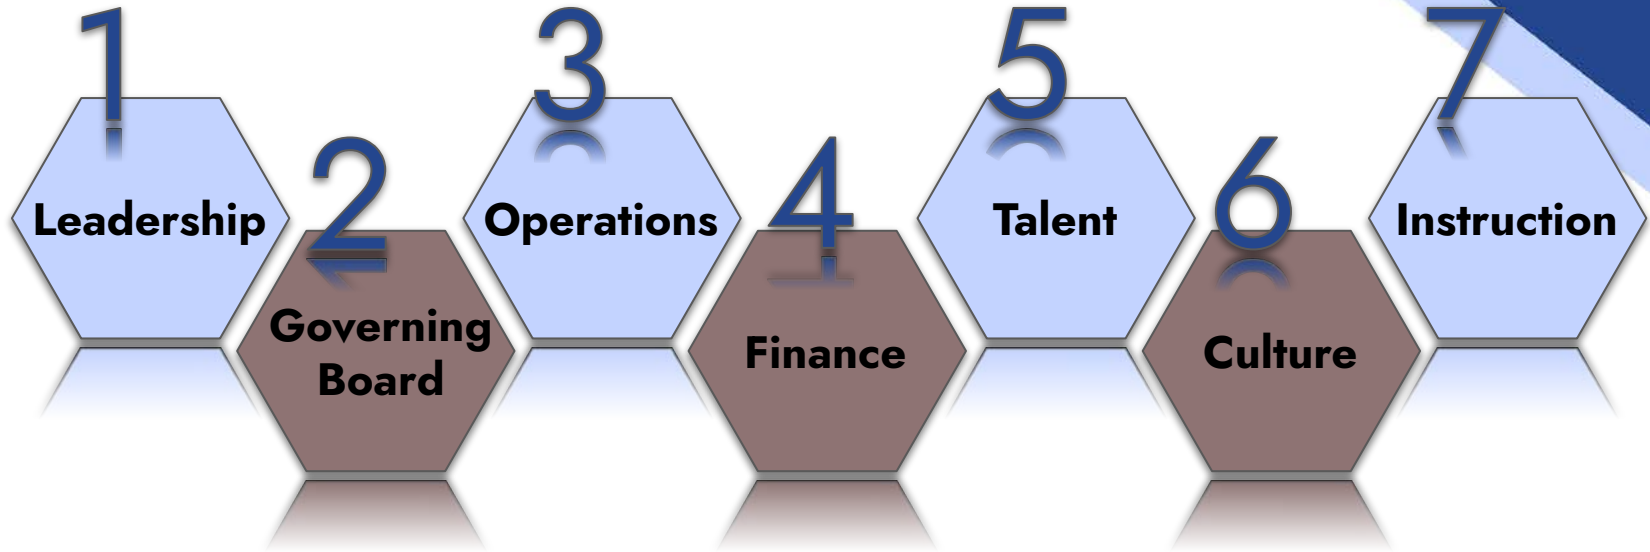 1
Leadership
2
Governing
Board
3
Operations
4
Finance
5
Talent
6
Culture
7
Instruction